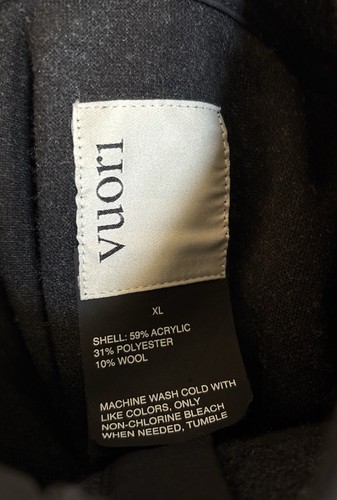 vuori
XL
SHELL: 59% ACRYLIC
31% POLYESTER
10% WOOL
MACHINE WASH COLD WITH
LIKE COLORS, ONLY
NON-CHLORINE BLEACH
WHEN NEEDED, TUMBLE